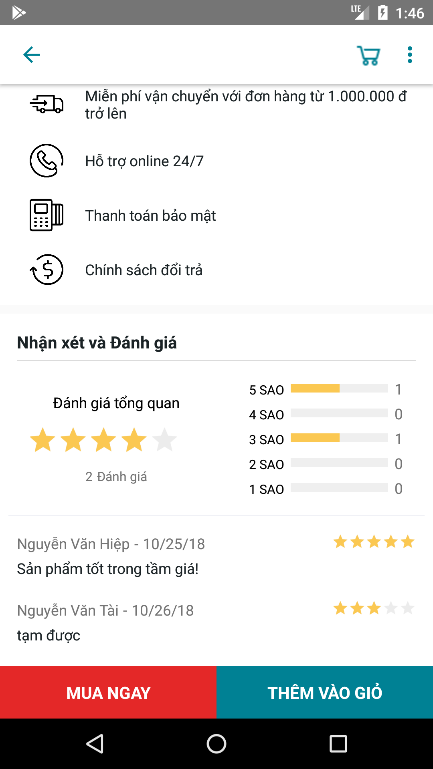 LTE 1:46
Miễn phí vận chuyển với đơn hàng từ 1.000.000 đ
trở lên
Hỗ trợ online 24/7
Thanh toán bảo mật
Chính sách đổi trả
Nhận xét và Đánh giá
Đánh giá tổng quan
2 Đánh giá
5 SAO 1
4 SAO 0
3 SAO 1
2 SAO 0
1 SAO 0
Nguyễn Văn Hiệp - 10/25/18
Sản phẩm tốt trong tầm giá!
Nguyễn Văn Tài - 10/26/18
tạm được
MUA NGAY
THÊM VÀO GIỎ